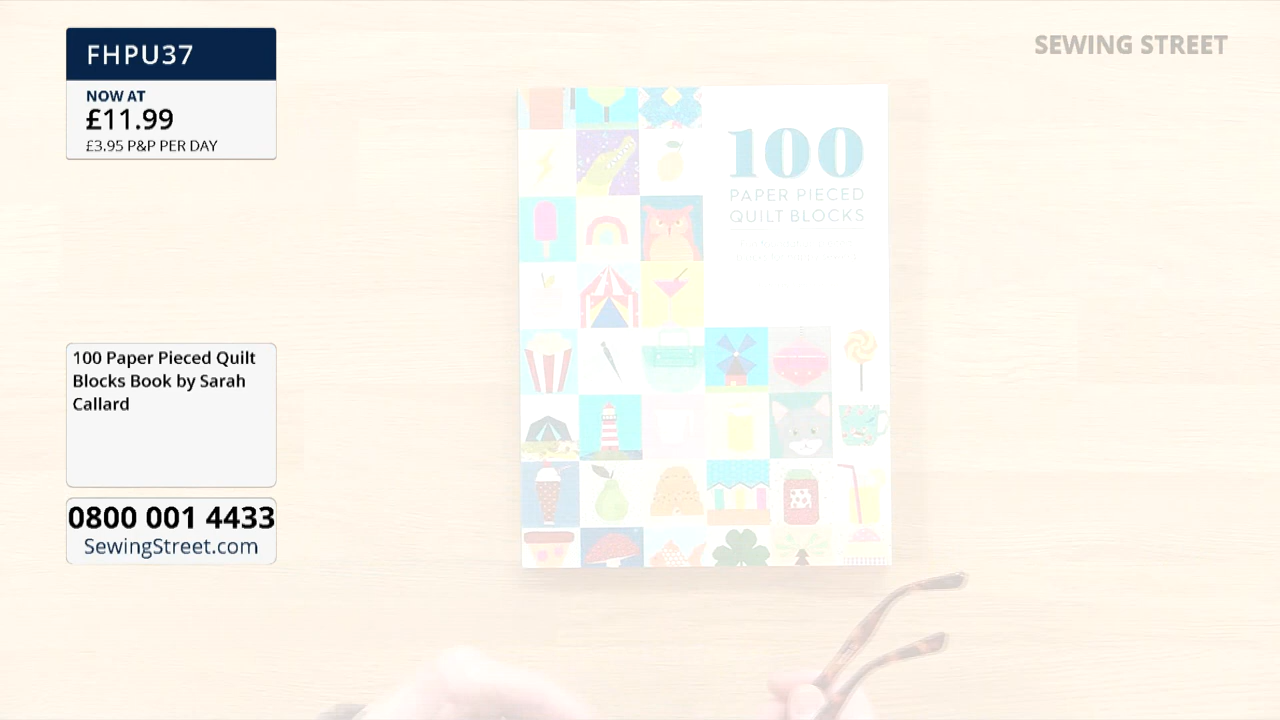 FHPU37
NOW AT
£11.99
£3.95 P&P PER DAY
SEWING STREET
100
PAPER PIECED
QUILT BLOCKS
100 Paper Pieced Quilt
Blocks Book by Sarah
Callard
0800 001 4433
SewingStreet.com